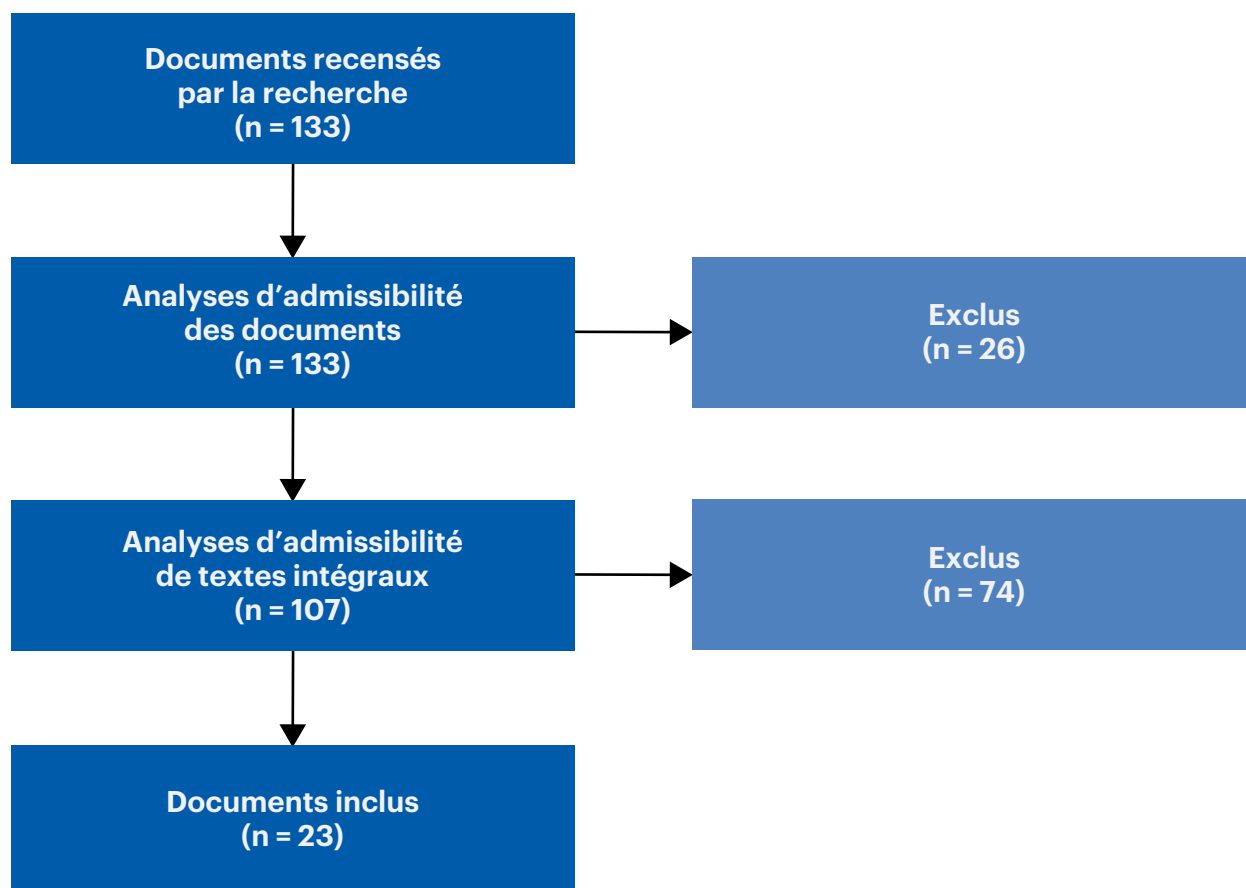 Documents recensés
par la recherche
(n = 133)
Analyses d’admissibilité
des documents
(n = 133)
Exclus
(n = 26)
Analyses d’admissibilité
de textes intégraux
(n = 107)
Exclus
(n = 74)
Documents inclus
(n = 23)